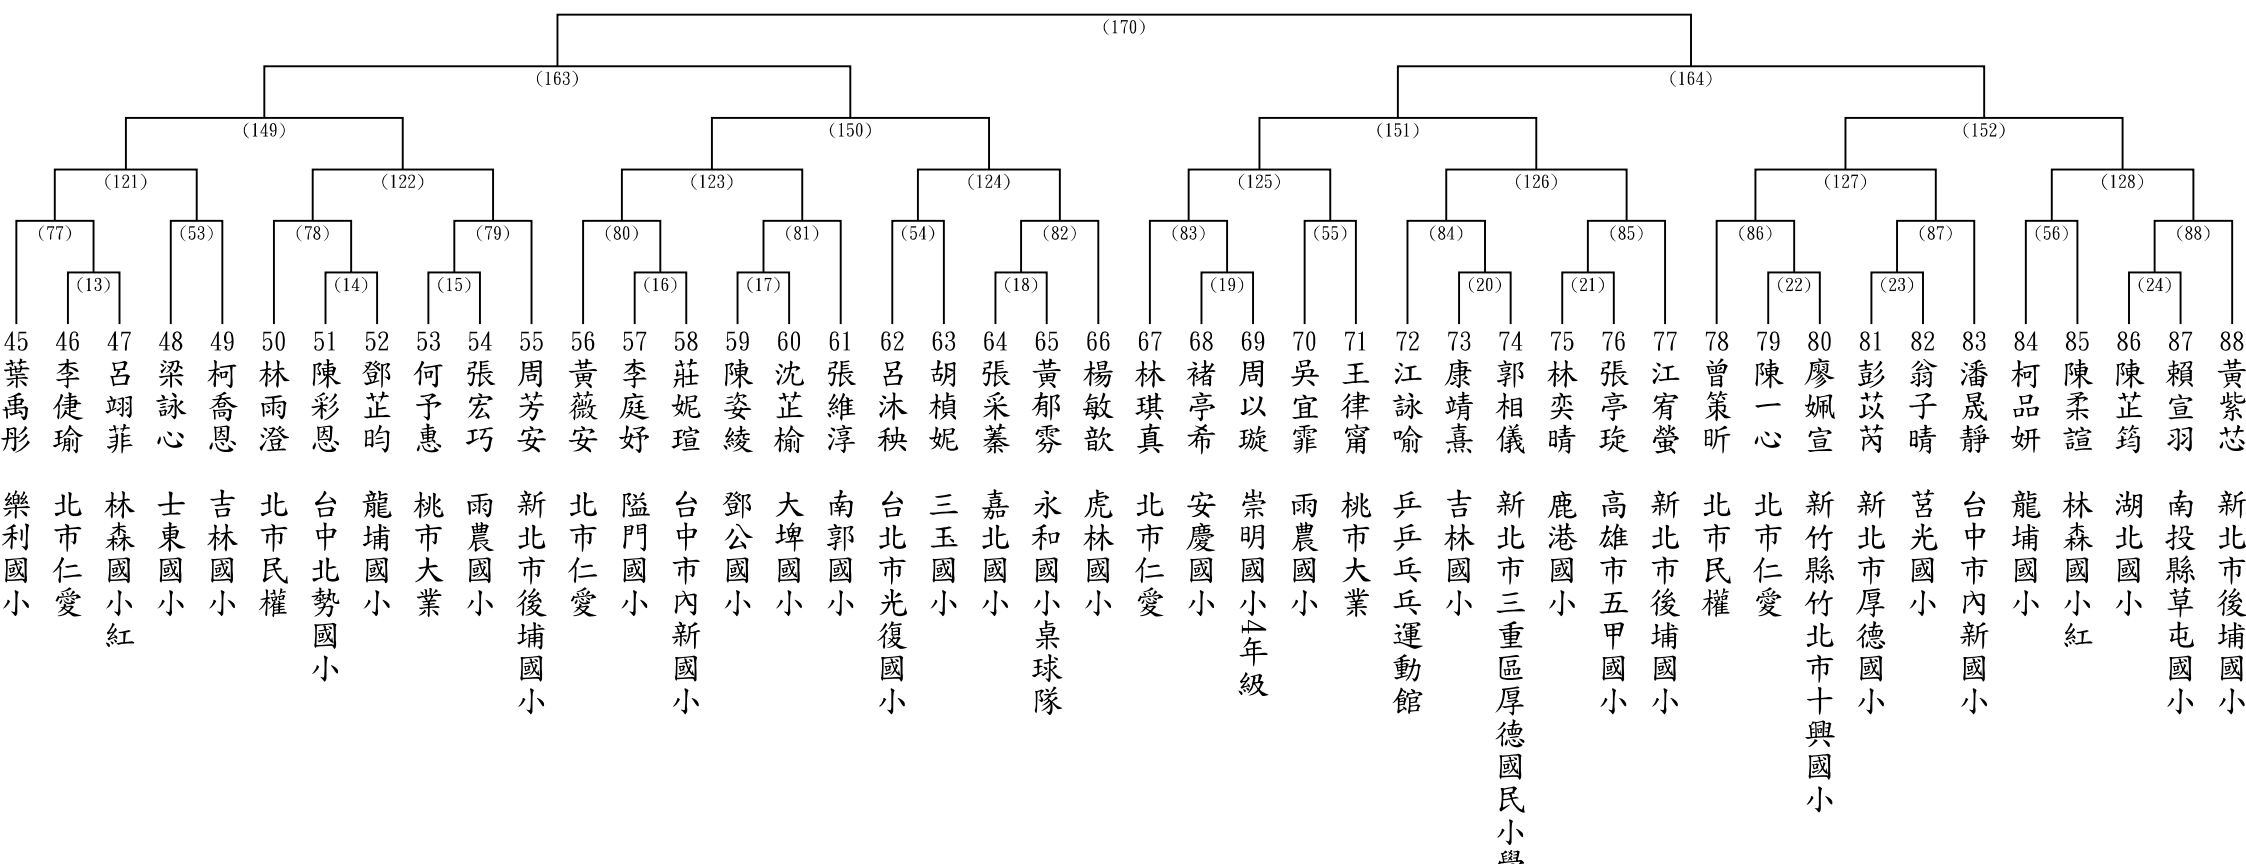 (170)
(163) (164)
(149) (150) (151) (152)
(121) (122) (123) (124) (125) (126) (127) (128)
(77) (53) (78) (79) (80) (81) (54) (82) (83) (55) (84) (85) (86) (87) (56) (88)
(13) (14) (15) (16) (17) (18) (19) (20) (21) (22) (23) (24)
45 葉禹彤 樂利國小
46 李倢瑜 北市仁愛
47 呂翊菲 林森國小紅
48 梁詠心 士東國小
49 柯喬恩 吉林國小
50 林雨澄 北市民權
51 陳彩恩 台中北勢國小
52 鄧芷昀 龍埔國小
53 何予惠 桃市大業
54 張宏巧 雨農國小
55 周芳安 新北市後埔國小
56 黃薇安 北市仁愛
57 李庭妤 隘門國小
58 莊妮瑄 台中市內新國小
59 陳姿綾 鄧公國小
60 沈芷榆 大埤國小
61 張維淳 南郭國小
62 呂沐秧 台北市光復國小
63 胡楨妮 三玉國小
64 張采蓁 嘉北國小
65 黃郁雰 永和國小桌球隊
66 楊敏歆 虎林國小
67 林琪真 北市仁愛
68 褚亭希 安慶國小
69 周以璇 崇明國小4年級
70 吳宜霏 雨農國小
71 王律甯 桃市大業
72 江詠喻 乒乒乓乓運動館
73 康靖熹 吉林國小
74 郭相儀 新北市三重區厚德國民小學
75 林奕晴 鹿港國小
76 張亭琁 高雄市五甲國小
77 江宥螢 新北市後埔國小
78 曾策昕 北市民權
79 陳一心 北市仁愛
80 廖姵宣 新竹縣竹北市十興國小
81 彭苡芮 新北市厚德國小
82 翁子晴 莒光國小
83 潘晟靜 台中市內新國小
84 柯品妍 龍埔國小
85 陳柔諠 林森國小紅
86 陳芷筠 湖北國小
87 賴宣羽 南投縣草屯國小
88 黃紫芯 新北市後埔國小